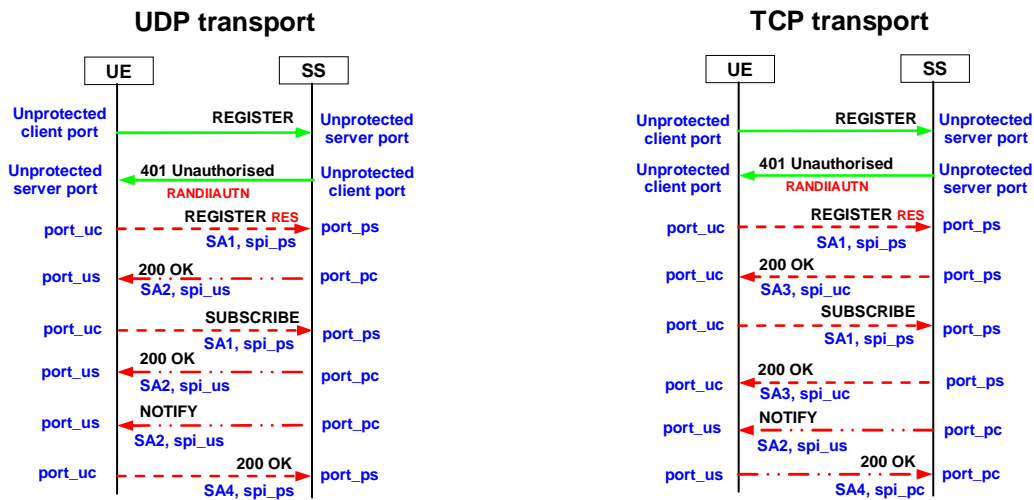 UDP transport
UE
SS
Unprotected
client port
REGISTER
Unprotected
server port
Unprotected
server port
401 Unauthorised
RANDIIAUTN
Unprotected
client port
port_uc
REGISTER RES
SA1, spi_ps
port_ps
port_us
200 OK
SA2, spi_us
port_pc
port_uc
SUBSCRIBE
SA1, spi_ps
port_ps
port_us
200 OK
SA2, spi_us
port_pc
port_us
NOTIFY
SA2, spi_us
port_pc
port_uc
200 OK
SA4, spi_ps
port_ps
TCP transport
UE
SS
Unprotected
client port
REGISTER
Unprotected
server port
Unprotected
client port
401 Unauthorised
RANDIIAUTN
Unprotected
server port
port_uc
REGISTER RES
SA1, spi_ps
port_ps
port_uc
200 OK
SA3, spi_uc
port_ps
port_uc
SUBSCRIBE
SA1, spi_ps
port_ps
port_uc
200 OK
SA3, spi_uc
port_ps
port_us
NOTIFY
SA2, spi_us
port_pc
port_us
200 OK
SA4, spi_pc
port_pc